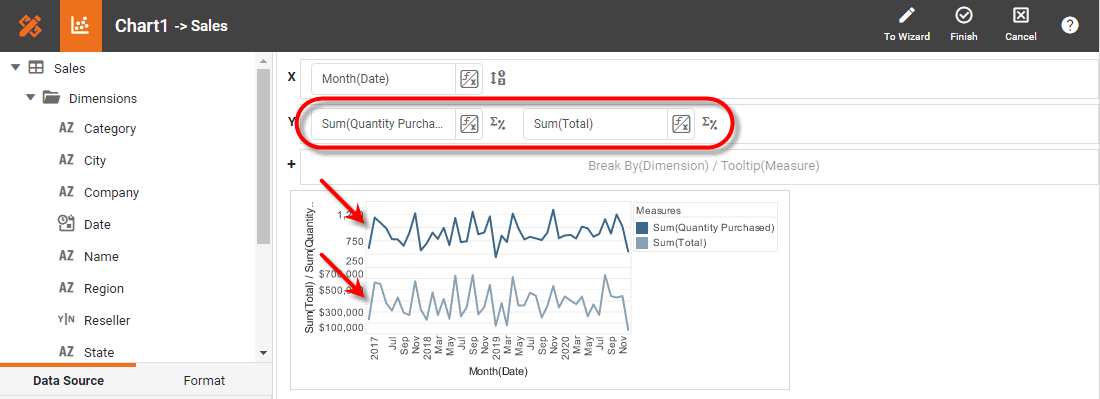 Chart1 -> Sales
To Wizard
Finish
Cancel
?
Sales
Dimensions
AZ Category
AZ City
AZ Company
Date
AZ Name
AZ Region
Y|N Reseller
AZ State
Data Source
Format
X Month(Date)
Y Sum(Quantity Purcha... Sum(Total)
+ Break By(Dimension) / Tooltip(Measure)
Sum(Total) / Sum(Quantity..
750
250
$700,000
$500,000
$300,000
$100,000
2017 Jul Sep Nov 2018 Mar May Jul Sep Nov 2019 Mar May Jul Sep Nov 2020 Mar May Jul Sep Nov
Month(Date)
Measures
Sum(Quantity Purchased)
Sum(Total)